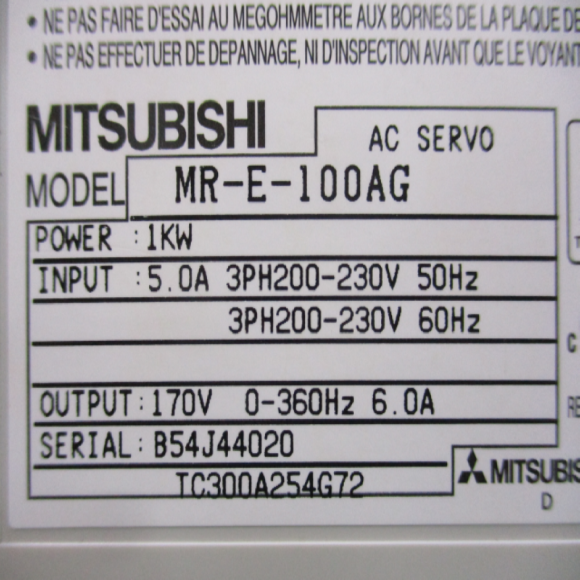 • NE PAS FAIRE D'ESSAI AU MEGOHMMETRE AUX BORNES DE LA PLAQUE DE
• NE PAS EFFECTUER DE DEPANNAGE, NI D'INSPECTION AVANT QUE LE VOYANT
MITSUBISHI
AC SERVO
MODEL MR-E-100AG
POWER : 1KW
INPUT : 5.0A 3PH200-230V 50Hz
3PH200-230V 60Hz
OUTPUT : 170V 0-360Hz 6.0A
SERIAL : B54J44020
TC300A254G72
MITSUBIS
D